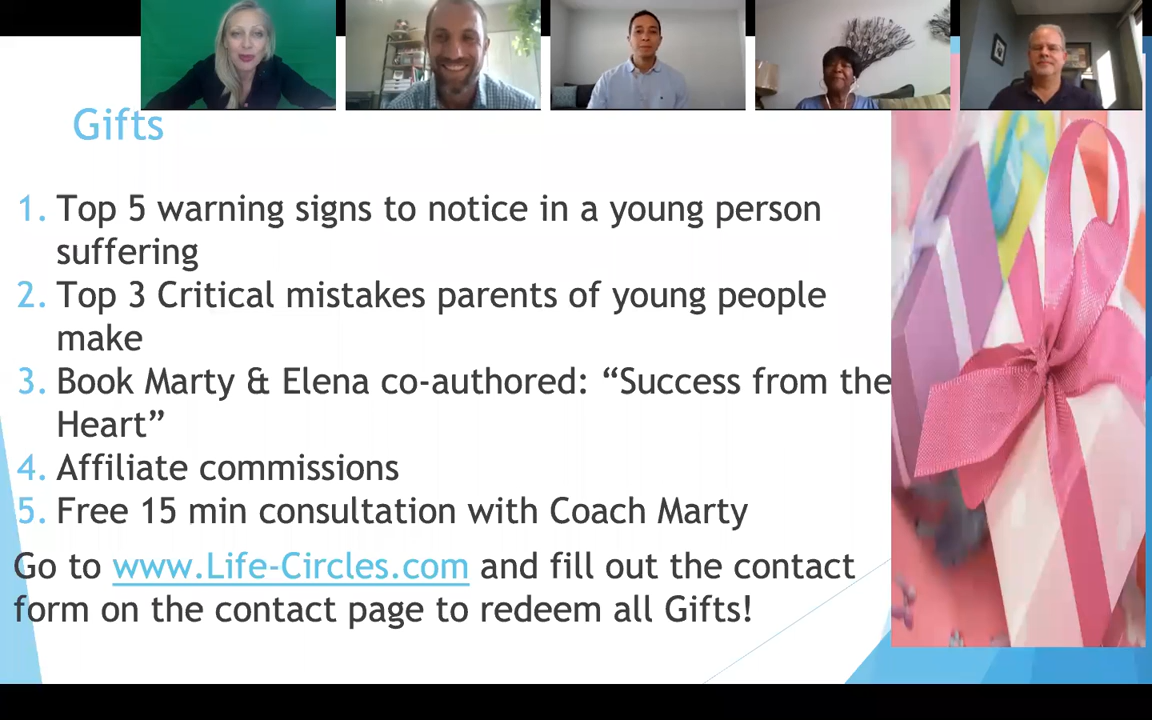 Gifts
1. Top 5 warning signs to notice in a young person
suffering
2. Top 3 Critical mistakes parents of young people
make
3. Book Marty & Elena co-authored: “Success from the
Heart”
4. Affiliate commissions
5. Free 15 min consultation with Coach Marty
Go to www.Life-Circles.com and fill out the contact
form on the contact page to redeem all Gifts!